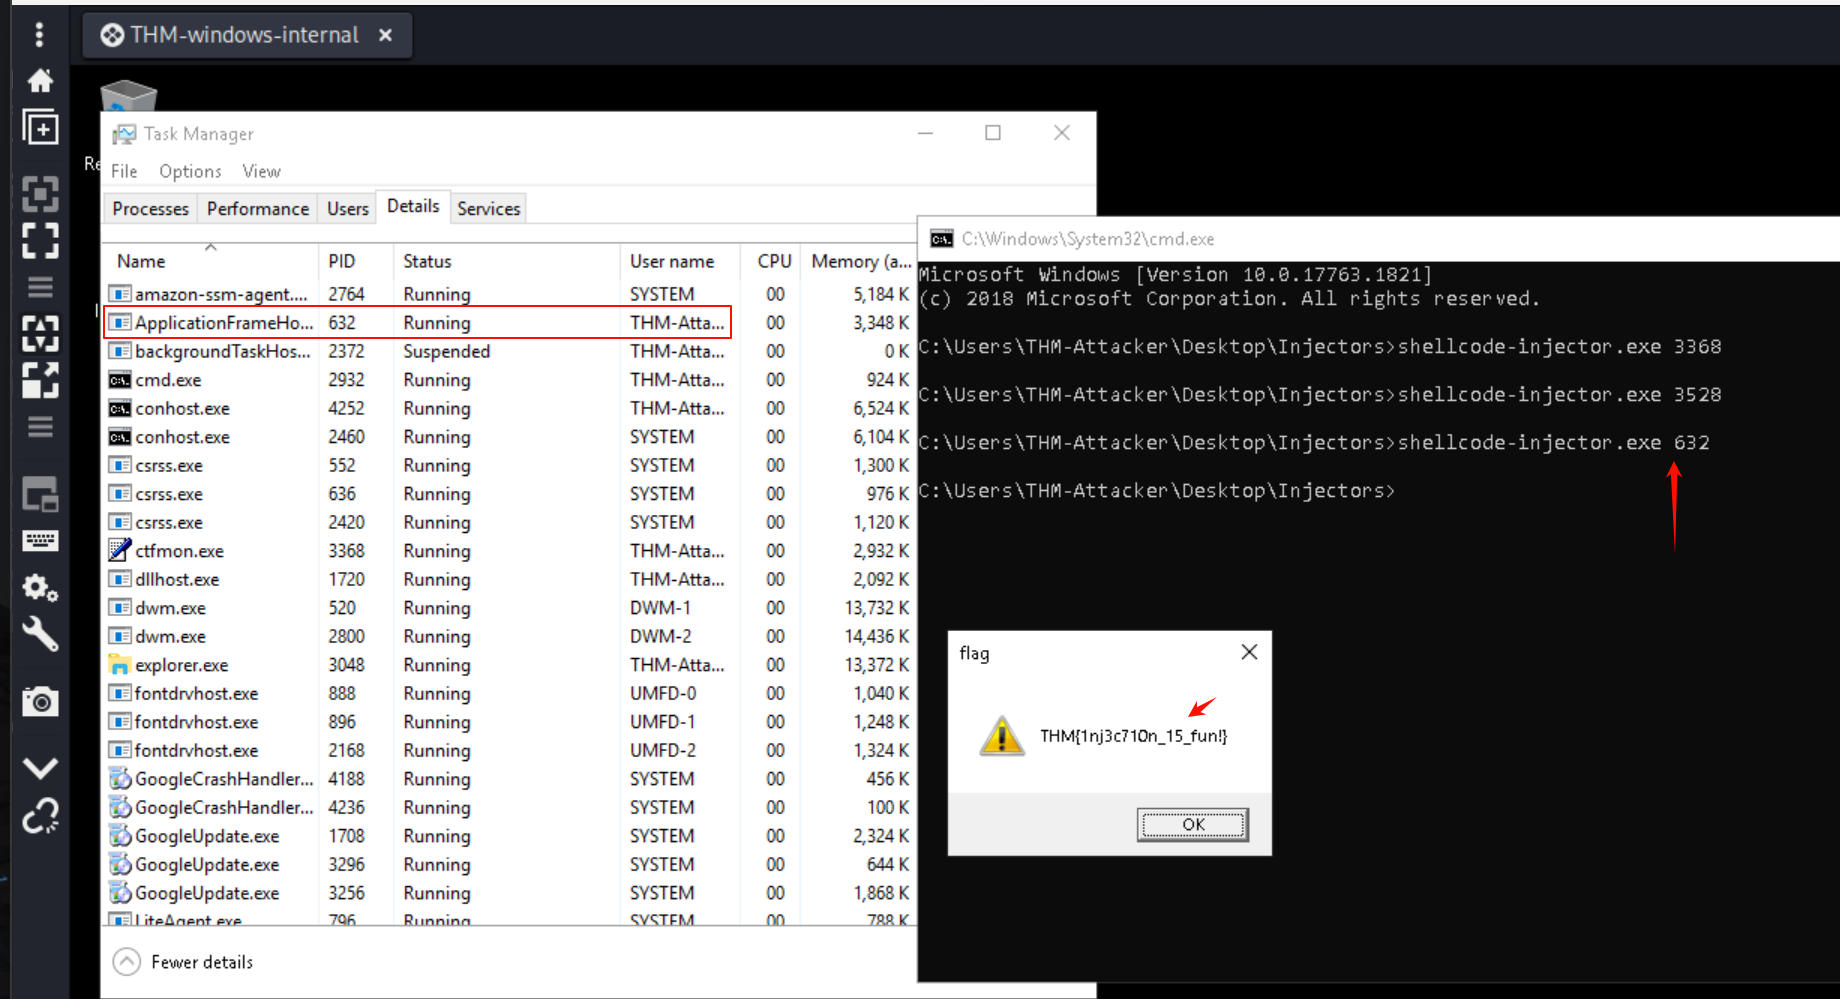 THM-windows-internal
Re
Task Manager
File Options View
Processes Performance Users Details Services
Name PID Status User name CPU Memory (a...
amazon-ssm-agent.... 2764 Running SYSTEM 00 5,184 K
ApplicationFrameHo... 632 Running THM-Atta... 00 3,348 K
backgroundTaskHos... 2372 Suspended THM-Atta... 00 0 K
cmd.exe 2932 Running THM-Atta... 00 924 K
conhost.exe 4252 Running THM-Atta... 00 6,524 K
conhost.exe 2460 Running SYSTEM 00 6,104 K
csrss.exe 552 Running SYSTEM 00 1,300 K
csrss.exe 636 Running SYSTEM 00 976 K
csrss.exe 2420 Running SYSTEM 00 1,120 K
ctfmon.exe 3368 Running THM-Atta... 00 2,932 K
dllhost.exe 1720 Running THM-Atta... 00 2,092 K
dwm.exe 520 Running DWM-1 00 13,732 K
dwm.exe 2800 Running DWM-2 00 14,436 K
explorer.exe 3048 Running THM-Atta... 00 13,372 K
fontdrvhost.exe 888 Running UMFD-0 00 1,040 K
fontdrvhost.exe 896 Running UMFD-1 00 1,248 K
fontdrvhost.exe 2168 Running UMFD-2 00 1,324 K
GoogleCrashHandler... 4188 Running SYSTEM 00 456 K
GoogleCrashHandler... 4236 Running SYSTEM 00 100 K
GoogleUpdate.exe 1708 Running SYSTEM 00 2,324 K
GoogleUpdate.exe 3296 Running SYSTEM 00 644 K
GoogleUpdate.exe 3256 Running SYSTEM 00 1,868 K
LiteAgent.exe 796 Running SYSTEM 00 788 K
Fewer details
C:\Windows\System32\cmd.exe
Microsoft Windows [Version 10.0.17763.1821]
(c) 2018 Microsoft Corporation. All rights reserved.
C:\Users\THM-Attacker\Desktop\Injectors>shellcode-injector.exe 3368
C:\Users\THM-Attacker\Desktop\Injectors>shellcode-injector.exe 3528
C:\Users\THM-Attacker\Desktop\Injectors>shellcode-injector.exe 632
C:\Users\THM-Attacker\Desktop\Injectors>
flag
THM{1nj3c710n_15_fun!}
OK